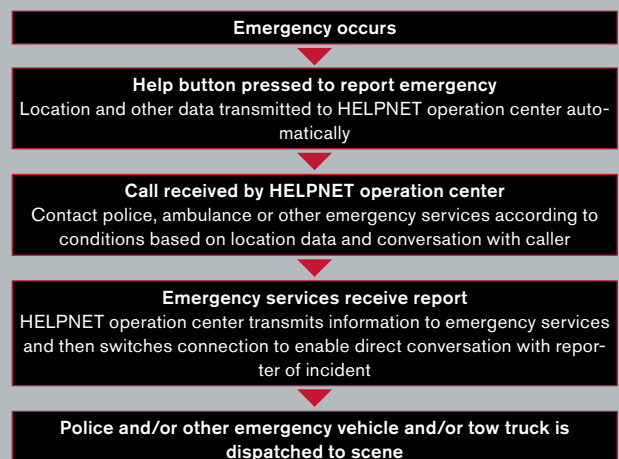 Emergency occurs
Help button pressed to report emergency
Location and other data transmitted to HELPNET operation center auto-
matically
Call received by HELPNET operation center
Contact police, ambulance or other emergency services according to
conditions based on location data and conversation with caller
Emergency services receive report
HELPNET operation center transmits information to emergency services
and then switches connection to enable direct conversation with repor-
ter of incident
Police and/or other emergency vehicle and/or tow truck is
dispatched to scene